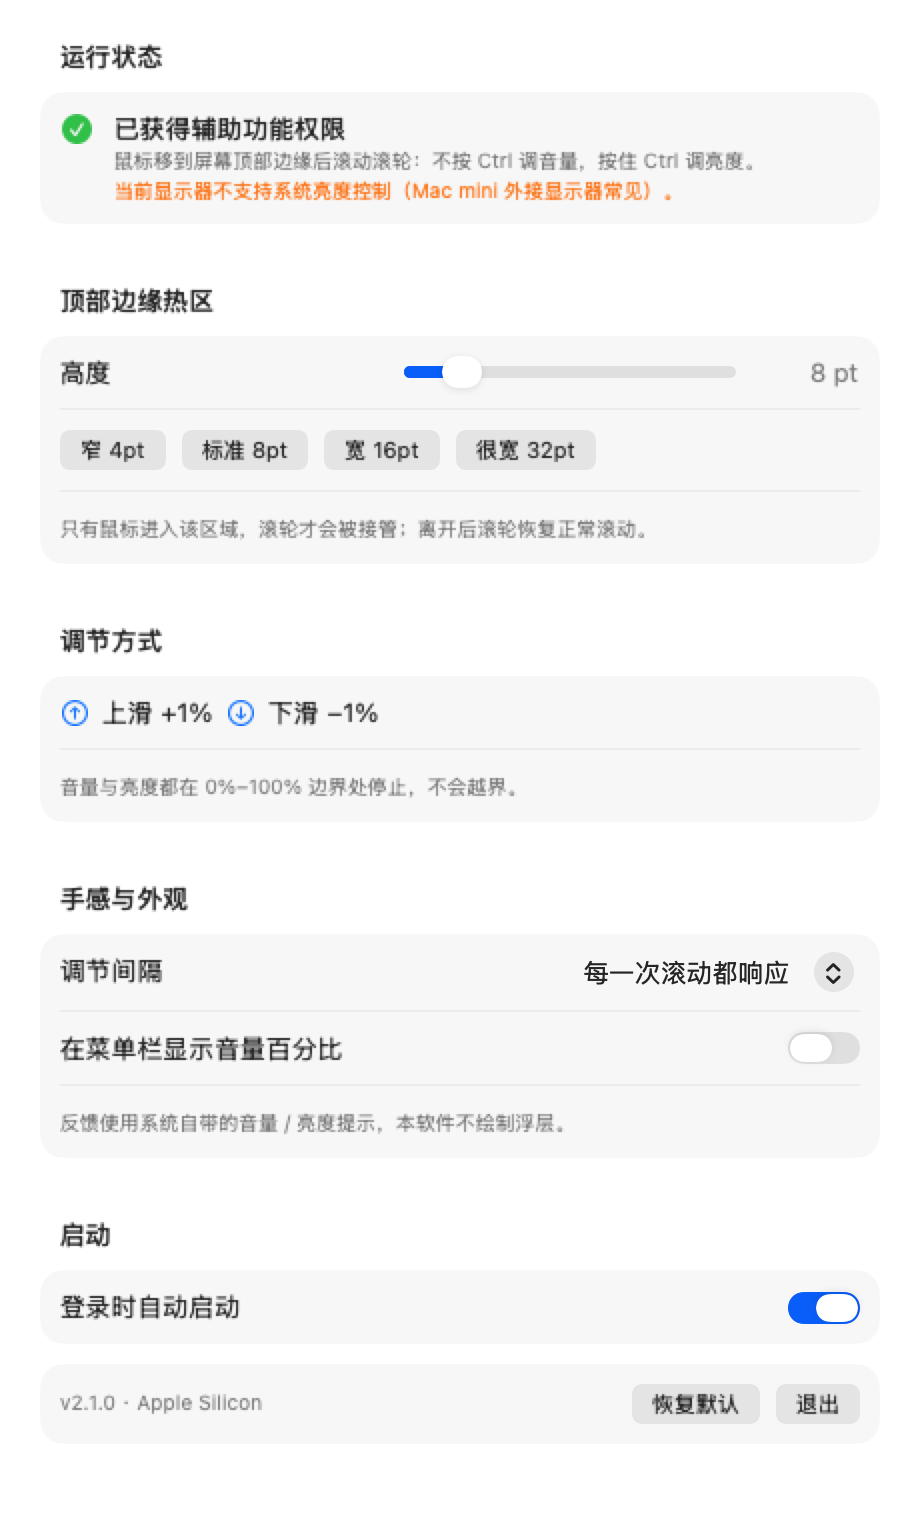 运行状态
已获得辅助功能权限
鼠标移到屏幕顶部边缘后滚动滚轮：不按 Ctrl 调音量，按住 Ctrl 调亮度。
当前显示器不支持系统亮度控制（Mac mini 外接显示器常见）。
顶部边缘热区
高度 8 pt
窄 4pt 标准 8pt 宽 16pt 很宽 32pt
只有鼠标进入该区域，滚轮才会被接管；离开后滚轮恢复正常滚动。
调节方式
上滑 +1% 下滑 −1%
音量与亮度都在 0%–100% 边界处停止，不会越界。
手感与外观
调节间隔 每一次滚动都响应
在菜单栏显示音量百分比
反馈使用系统自带的音量 / 亮度提示，本软件不绘制浮层。
启动
登录时自动启动
v2.1.0 · Apple Silicon 恢复默认 退出